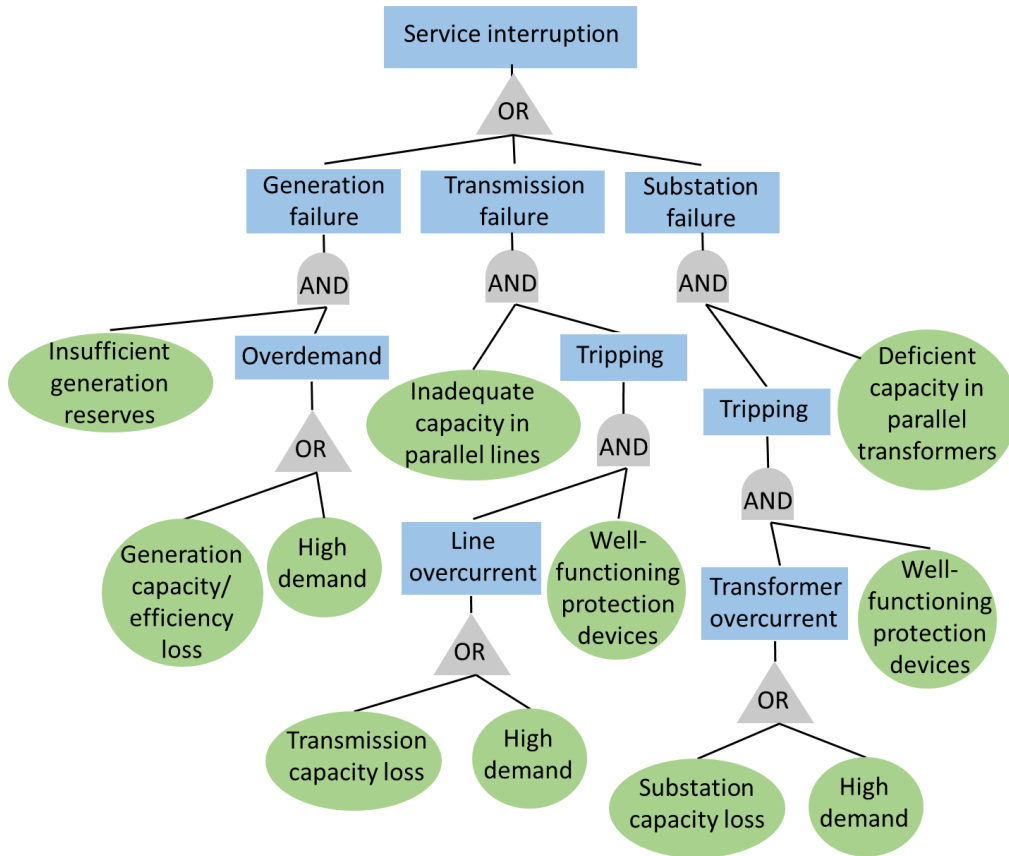 Service interruption
OR
Generation
failure
Transmission
failure
Substation
failure
AND
AND
AND
Insufficient
generation
reserves
Overdemand
Inadequate
capacity in
parallel lines
Tripping
Tripping
Deficient
capacity in
parallel
transformers
OR
AND
AND
Generation
capacity/
efficiency
loss
High
demand
Line
overcurrent
Well-
functioning
protection
devices
Transformer
overcurrent
Well-
functioning
protection
devices
OR
OR
Transmission
capacity loss
High
demand
Substation
capacity loss
High
demand